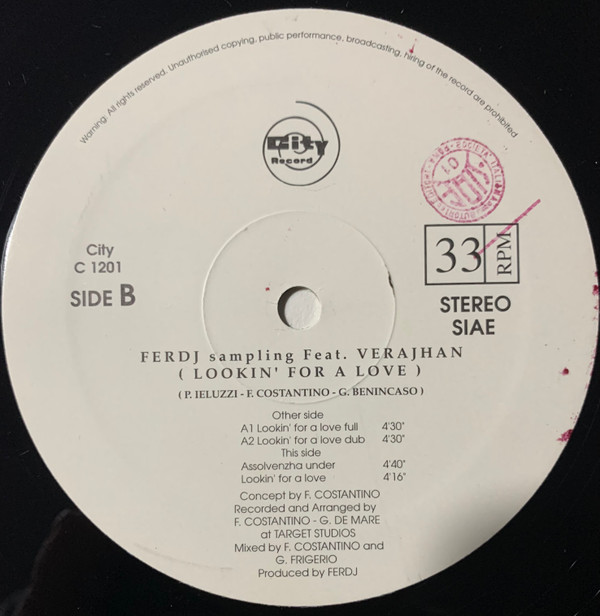 Warning: All rights reserved. Unauthorised copying, public performance, broadcasting, hiring of the record are prohibited
City
Record
City
C 1201
SIDE B
33 RPM
STEREO
SIAE
FERDJ sampling Feat. VERAJHAN
( LOOKIN' FOR A LOVE )
( P. IELUZZI - F. COSTANTINO - G. BENINCASO )
Other side
A1 Lookin' for a love full 4'30"
A2 Lookin' for a love dub 4'30"
This side
Assolvenzha under 4'40"
Lookin' for a love 4'16"
Concept by F. COSTANTINO
Recorded and Arranged by
F. COSTANTINO - G. DE MARE
at TARGET STUDIOS
Mixed by F. COSTANTINO and
G. FRIGERIO
Produced by FERDJ